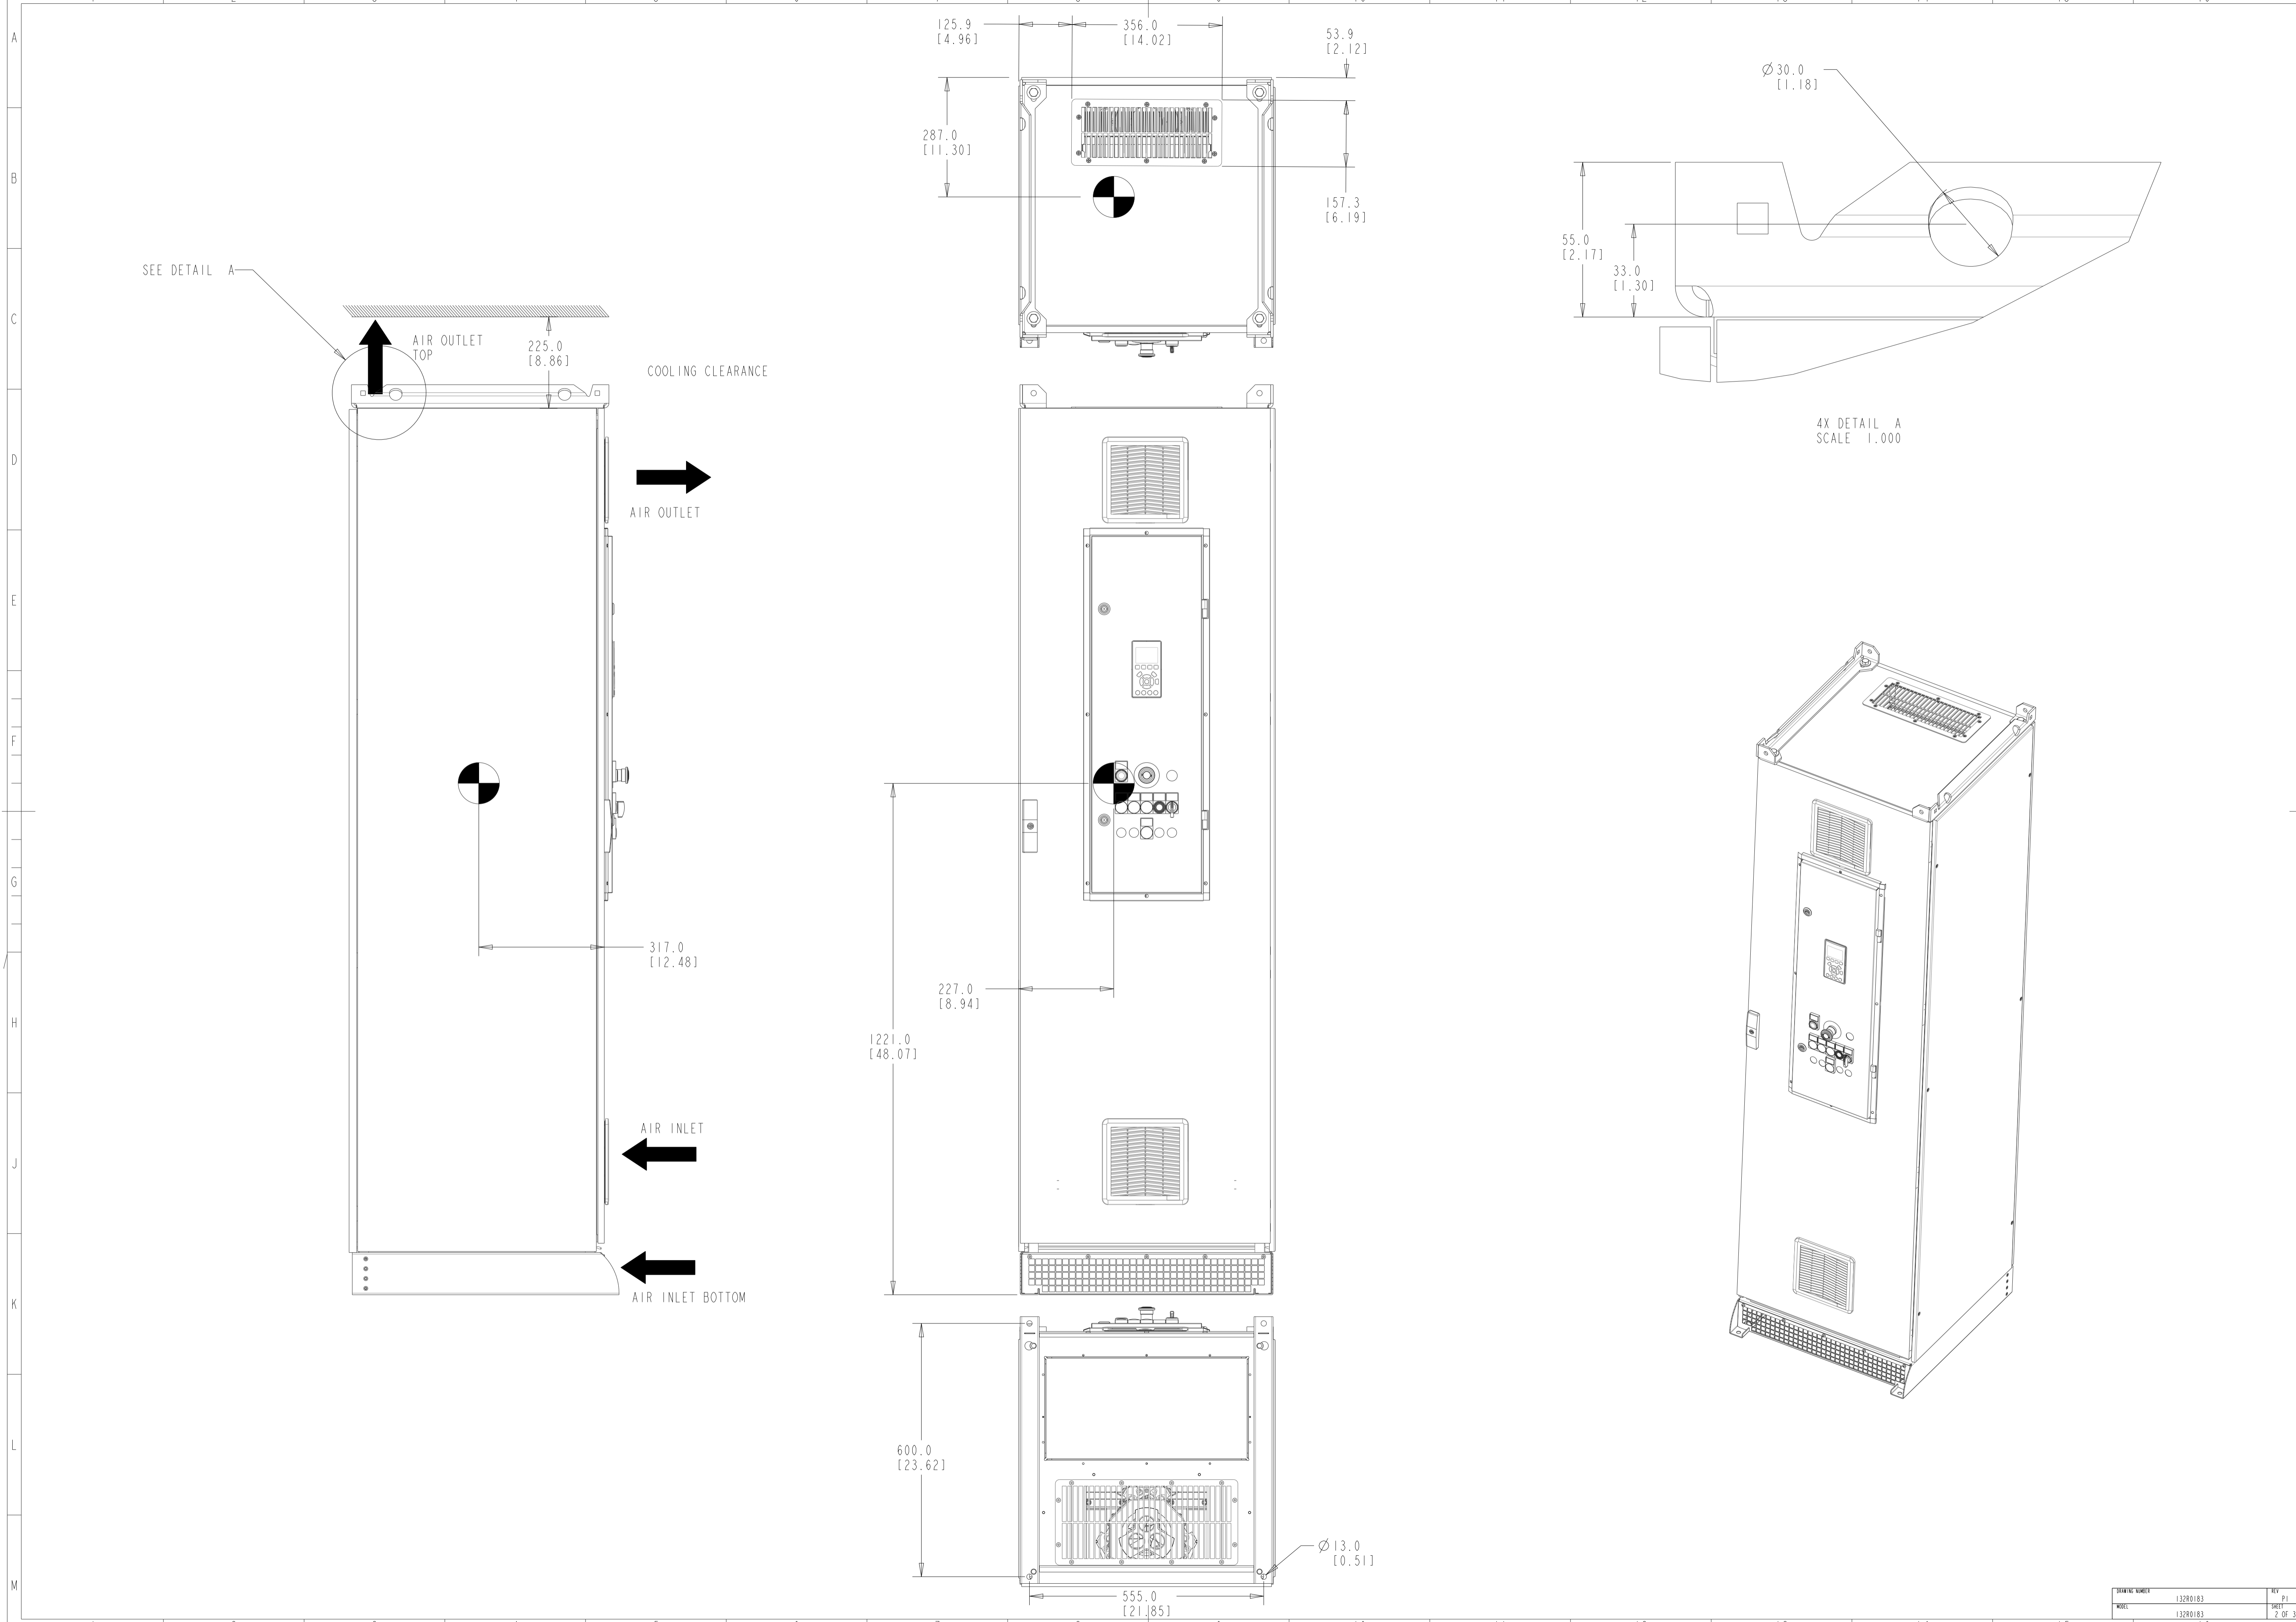 125.9
[4.96]
356.0
[14.02]
53.9
[2.12]
287.0
[11.30]
157.3
[6.19]
Ø30.0
[1.18]
55.0
[2.17]
33.0
[1.30]
4X DETAIL A
SCALE 1.000
SEE DETAIL A
AIR OUTLET
TOP
225.0
[8.86]
COOLING CLEARANCE
AIR OUTLET
317.0
[12.48]
227.0
[8.94]
1221.0
[48.07]
AIR INLET
AIR INLET BOTTOM
600.0
[23.62]
Ø13.0
[0.51]
555.0
[21.85]
A
B
C
D
E
F
G
H
J
K
L
M
DRAWING NUMBER
132R0183
REV
P1
MODEL
132R0183
SHEET